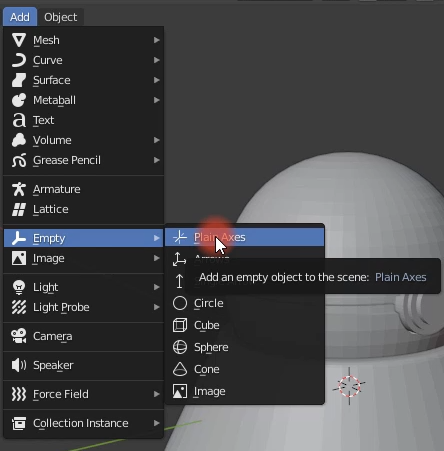 Add Object
Mesh
Curve
Surface
Metaball
Text
Volume
Grease Pencil
Armature
Lattice
Empty
Plain Axes
Image
Add an empty object to the scene: Plain Axes
Light
Circle
Light Probe
Cube
Camera
Sphere
Speaker
Cone
Force Field
Image
Collection Instance